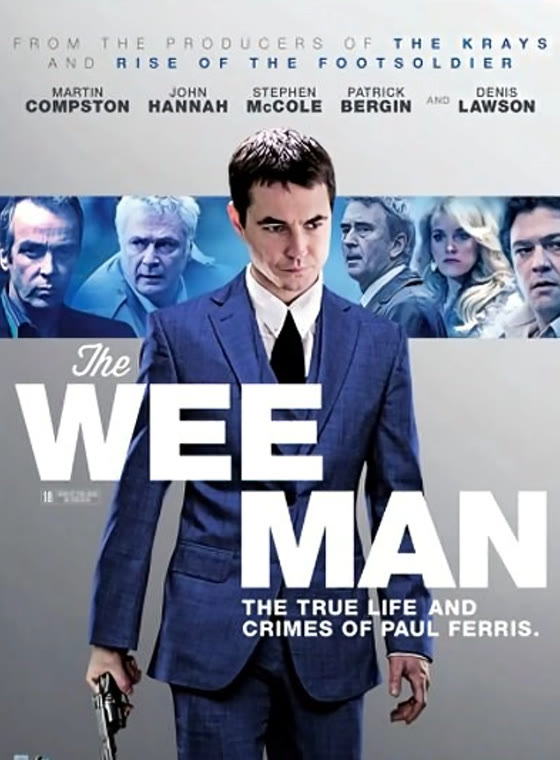 FROM THE PRODUCERS OF THE KRAYS
AND RISE OF THE FOOTSOLDIER
MARTIN COMPSTON
JOHN HANNAH
STEPHEN McCOLE
PATRICK BERGIN
AND
DENIS LAWSON
The
WEE
MAN
18
THE TRUE LIFE AND
CRIMES OF PAUL FERRIS.